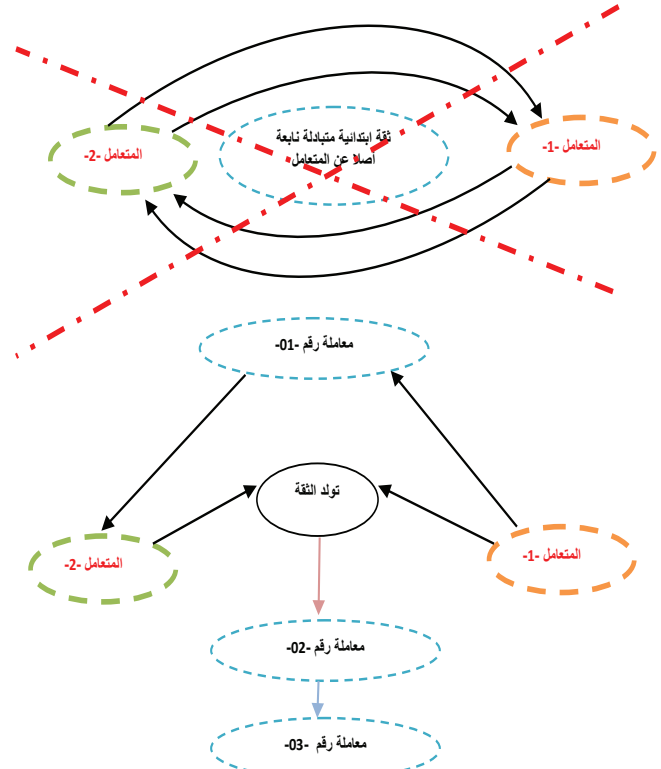 المتعامل -1-
ثقة ابتدائية متبادلة نابعة
أصلا عن المتعامل
المتعامل -2-
معاملة رقم -01-
تولد الثقة
المتعامل -1-
المتعامل -2-
معاملة رقم -02-
معاملة رقم -03-